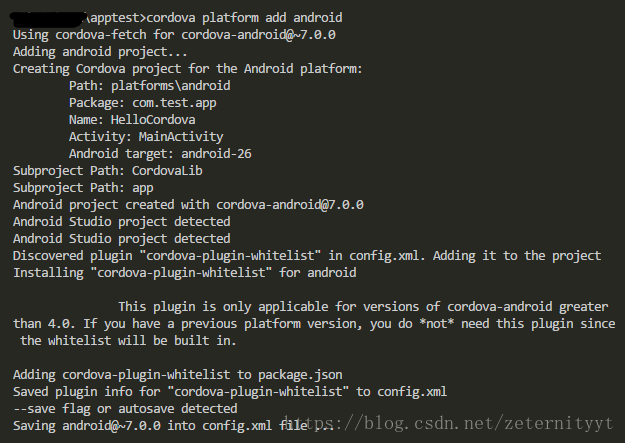 \apptest>cordova platform add android
Using cordova-fetch for cordova-android@~7.0.0
Adding android project...
Creating Cordova project for the Android platform:
Path: platforms\android
Package: com.test.app
Name: HelloCordova
Activity: MainActivity
Android target: android-26
Subproject Path: CordovaLib
Subproject Path: app
Android project created with cordova-android@7.0.0
Android Studio project detected
Android Studio project detected
Discovered plugin "cordova-plugin-whitelist" in config.xml. Adding it to the project
Installing "cordova-plugin-whitelist" for android
This plugin is only applicable for versions of cordova-android greater
than 4.0. If you have a previous platform version, you do *not* need this plugin since
the whitelist will be built in.
Adding cordova-plugin-whitelist to package.json
Saved plugin info for "cordova-plugin-whitelist" to config.xml
--save flag or autosave detected
Saving android@~7.0.0 into config.xml file ...
https://blog.csdn.net/zeternityyt